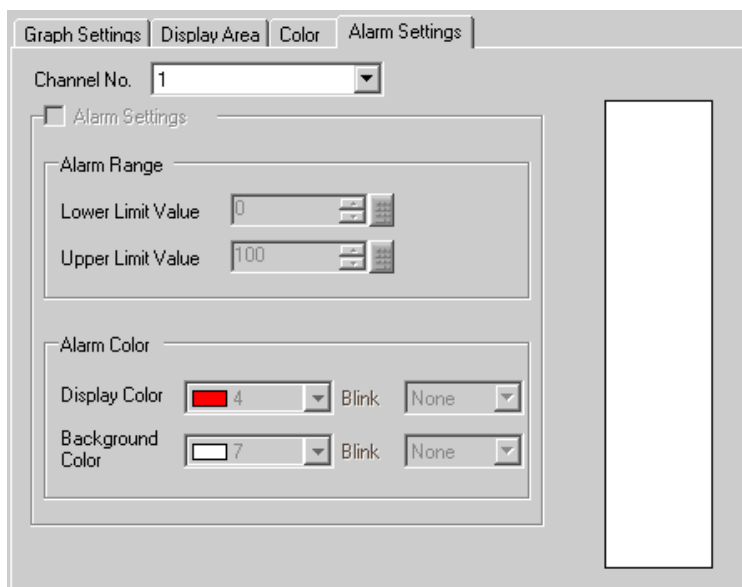 Graph Settings Display Area Color Alarm Settings
Channel No. 1
Alarm Settings
Alarm Range
Lower Limit Value 0
Upper Limit Value 100
Alarm Color
Display Color 4 Blink None
Background
Color 7 Blink None